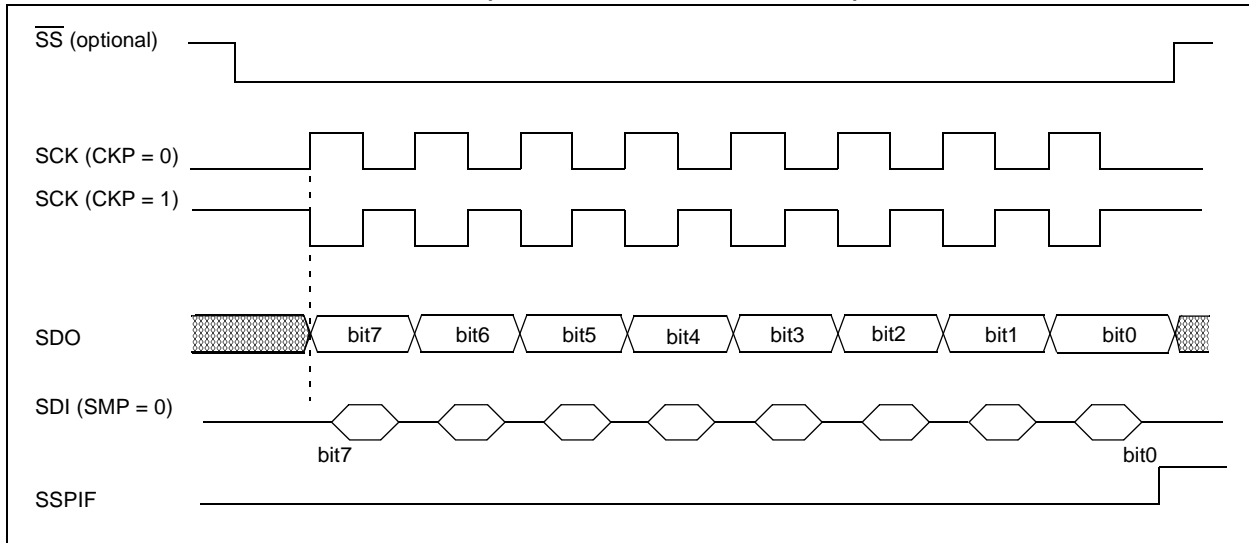 SS (optional)
SCK (CKP = 0)
SCK (CKP = 1)
SDO bit7 bit6 bit5 bit4 bit3 bit2 bit1 bit0
SDI (SMP = 0)
bit7 bit0
SSPIF